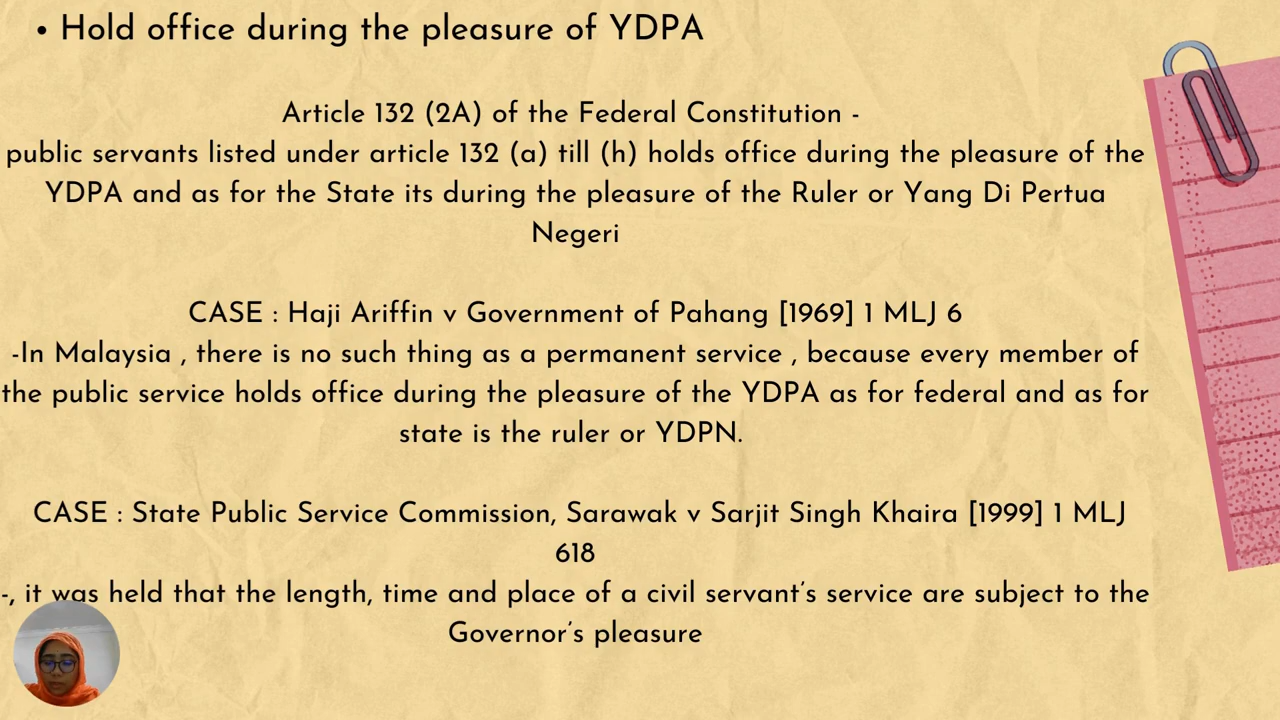 • Hold office during the pleasure of YDPA
Article 132 (2A) of the Federal Constitution -
public servants listed under article 132 (a) till (h) holds office during the pleasure of the
YDPA and as for the State its during the pleasure of the Ruler or Yang Di Pertua
Negeri
CASE : Haji Ariffin v Government of Pahang [1969] 1 MLJ 6
-In Malaysia , there is no such thing as a permanent service , because every member of
the public service holds office during the pleasure of the YDPA as for federal and as for
state is the ruler or YDPN.
CASE : State Public Service Commission, Sarawak v Sarjit Singh Khaira [1999] 1 MLJ
618
-, it was held that the length, time and place of a civil servant's service are subject to the
Governor's pleasure